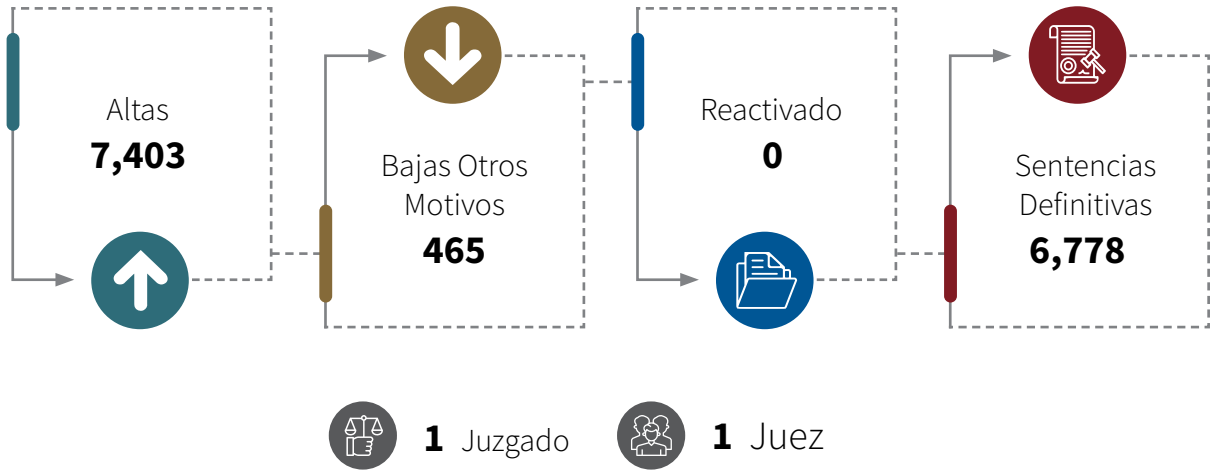 Altas
7,403
Bajas Otros
Motivos
465
Reactivado
0
Sentencias
Definitivas
6,778
1 Juzgado
1 Juez